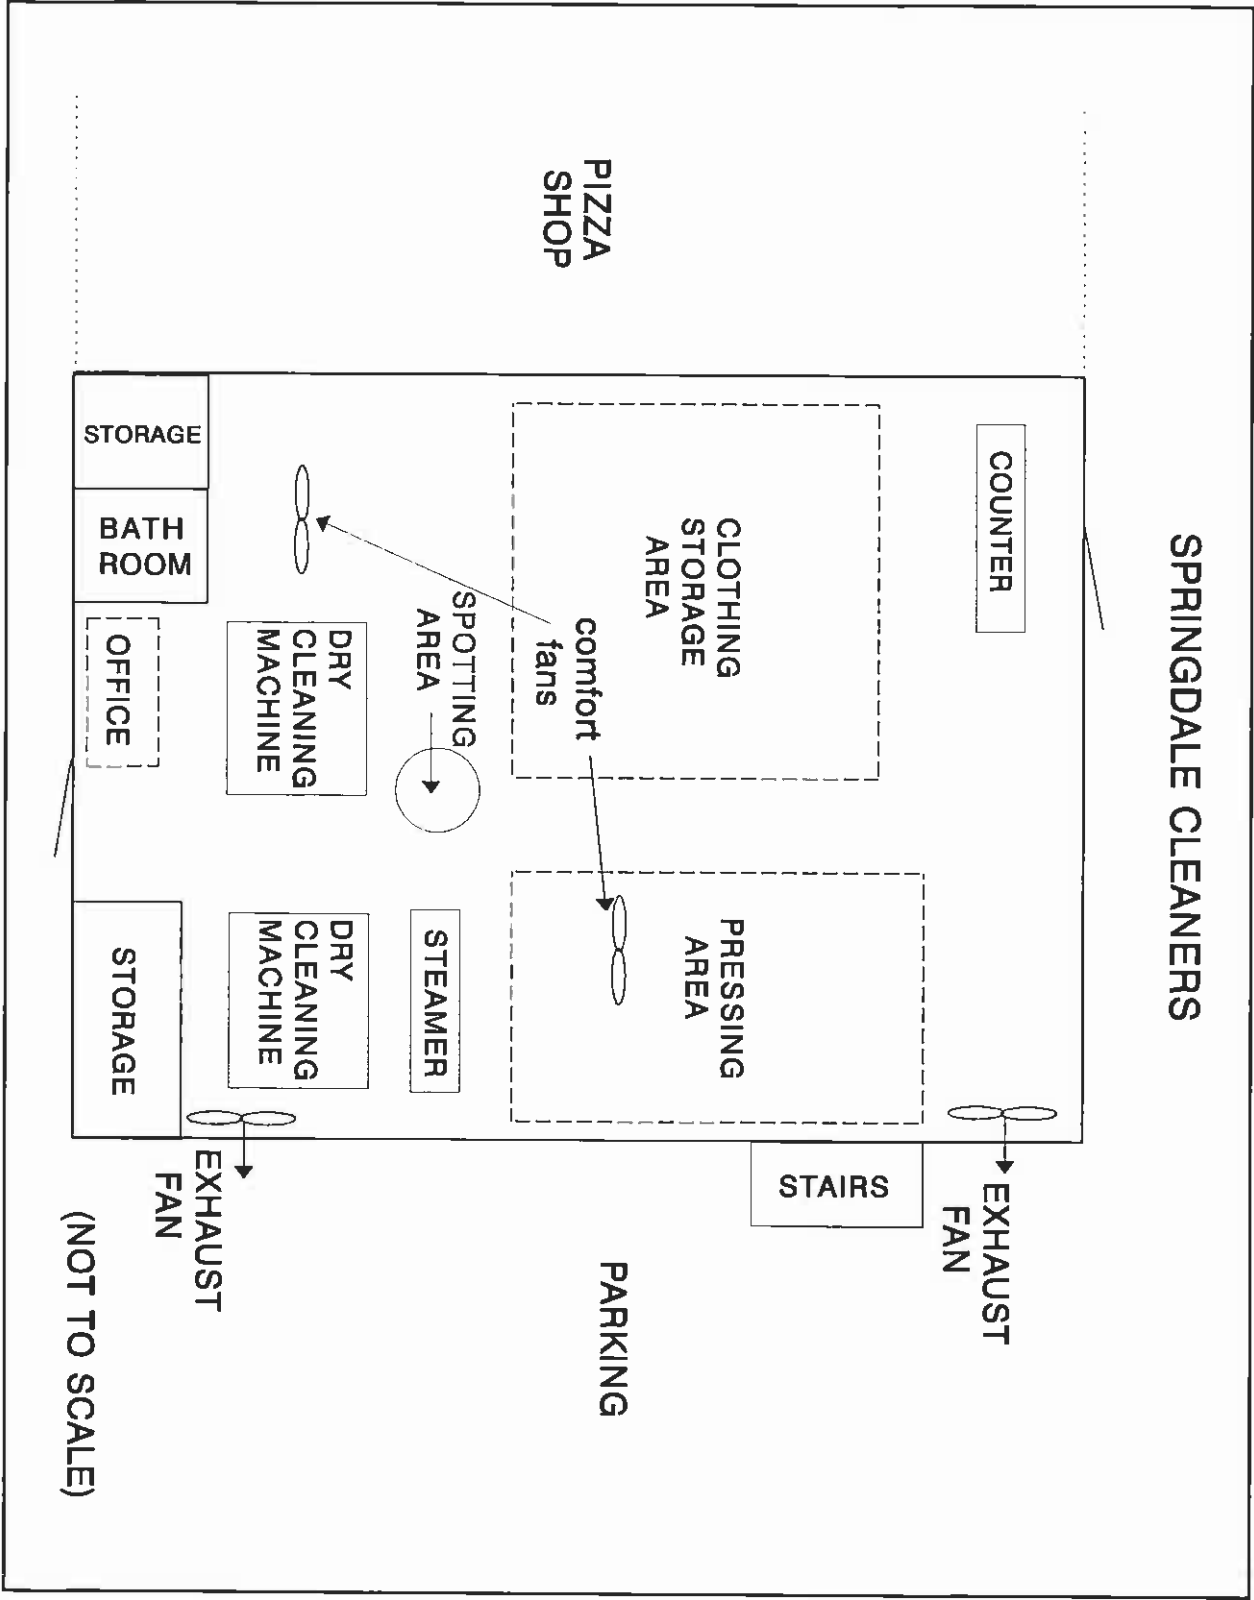 SPRINGDALE CLEANERS
COUNTER
EXHAUST
FAN
PIZZA
SHOP
CLOTHING
STORAGE
AREA
PRESSING
AREA
STAIRS
PARKING
comfort
fans
SPOTTING
AREA
STEAMER
DRY
CLEANING
MACHINE
DRY
CLEANING
MACHINE
EXHAUST
FAN
STORAGE
BATH
ROOM
OFFICE
STORAGE
(NOT TO SCALE)